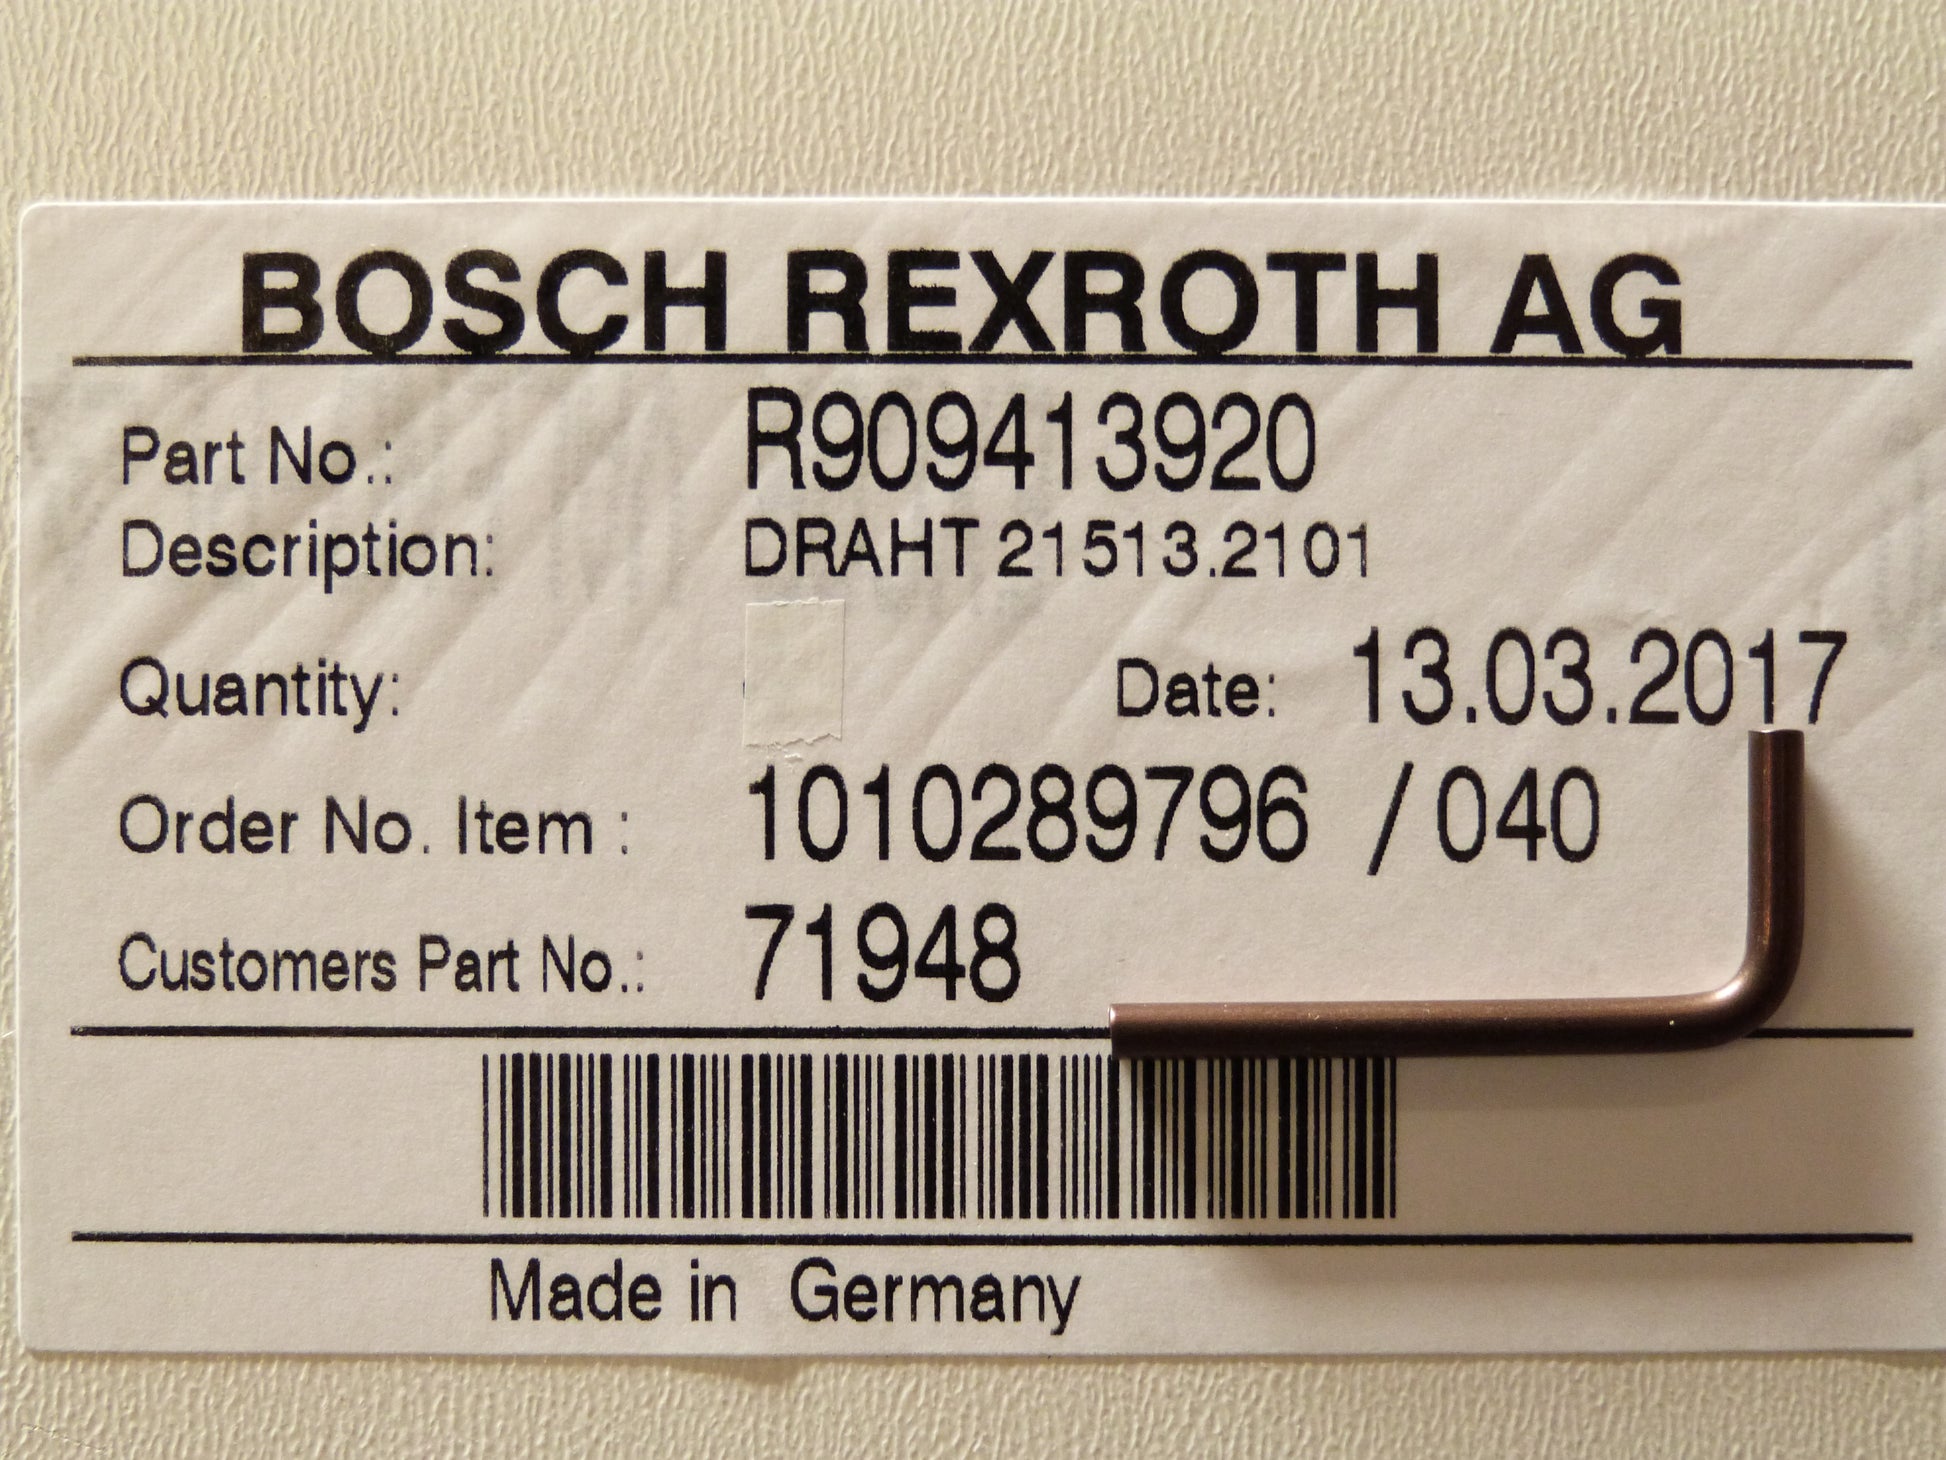 BOSCH REXROTH AG
Part No.: R909413920
Description: DRAHT 21513.2101
Quantity: Date: 13.03.2017
Order No. Item : 1010289796 / 040
Customers Part No.: 71948
Made in Germany